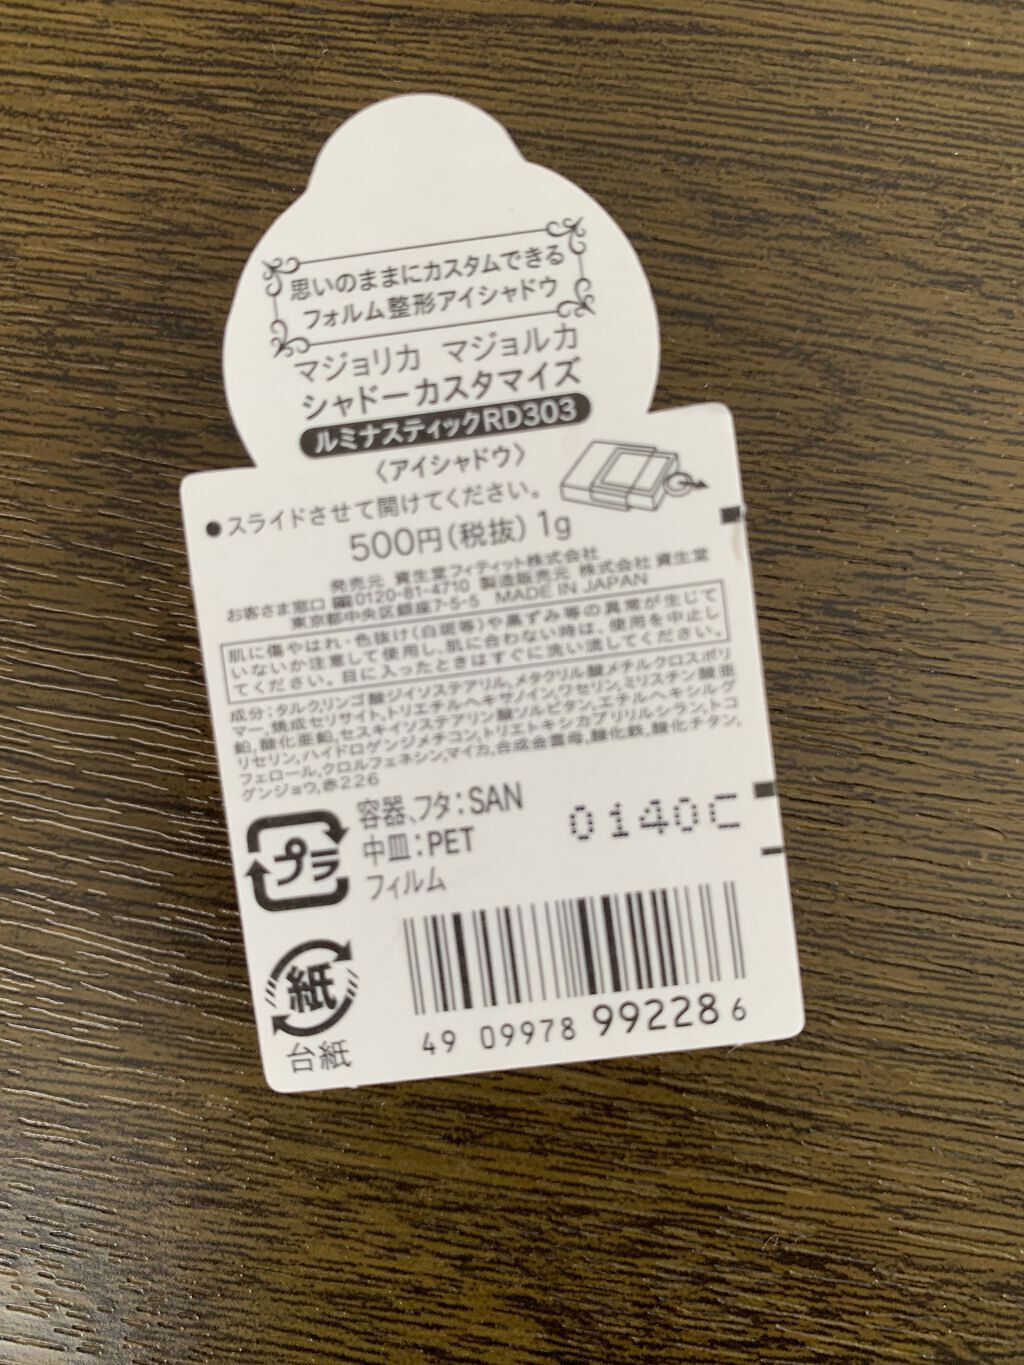 思いのままにカスタムできる
フォルム整形アイシャドウ
マジョリカ マジョルカ
シャドーカスタマイズ
ルミナスティックRD303
〈アイシャドウ〉
●スライドさせて開けてください。
500円(税抜) 1g
発売元 資生堂フィティット株式会社
お客さま窓口 0120-81-4710 製造販売元 株式会社 資生堂
東京都中央区銀座7-5-5 MADE IN JAPAN
肌に傷やはれ・色抜け(白斑等)や黒ずみ等の異常が生じて
いないか注意して使用し、肌に合わない時は、使用を中止し
てください。目に入ったときはすぐに洗い流してください。
成分:タルク,リンゴ酸ジイソステアリル,メタクリル酸メチルクロスポリ
マー,焼成セリサイト,トリエチルヘキサノイン,ワセリン,ミリスチン酸亜
鉛,酸化亜鉛,セスキイソステアリン酸ソルビタン,エチルヘキシルグ
リセリン,ハイドロゲンジメチコン,トリエトキシカプリリルシラン,トコ
フェロール,クロルフェネシン,マイカ,合成金雲母,酸化鉄,酸化チタン,
グンジョウ,赤226
プラ
容器、フタ:SAN
中皿:PET
フィルム
0140C
紙
台紙
49 09978 99228 6